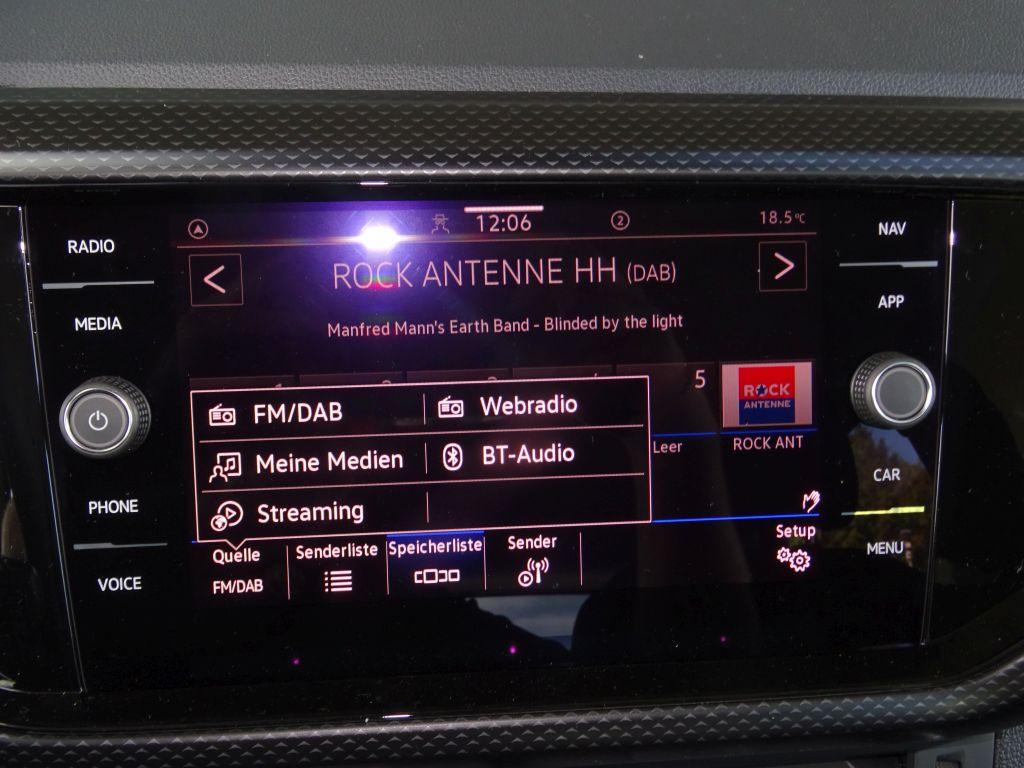 12:06
2
18.5°C
RADIO
NAV
ROCK ANTENNE HH (DAB)
MEDIA
APP
Manfred Mann's Earth Band - Blinded by the light
5
ROCK
ANTENNE
FM/DAB
Webradio
Leer
ROCK ANT
Meine Medien
BT-Audio
CAR
PHONE
Streaming
Quelle
Senderliste
Speicherliste
Sender
Setup
MENU
VOICE
FM/DAB